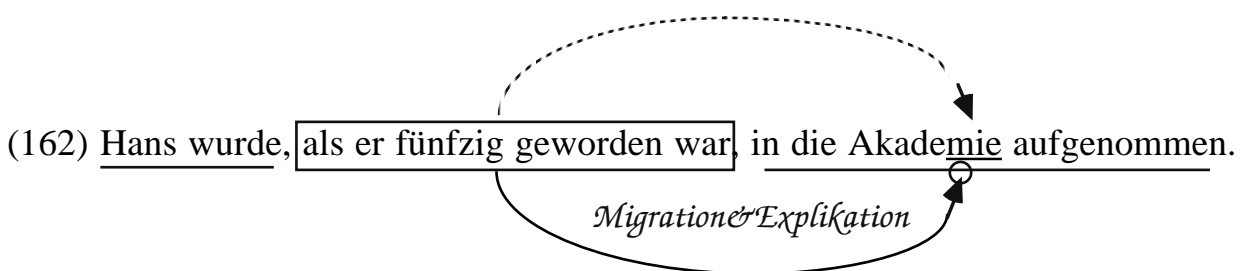 (162) Hans wurde, als er fünfzig geworden war, in die Akademie aufgenommen.
Migration&Explikation